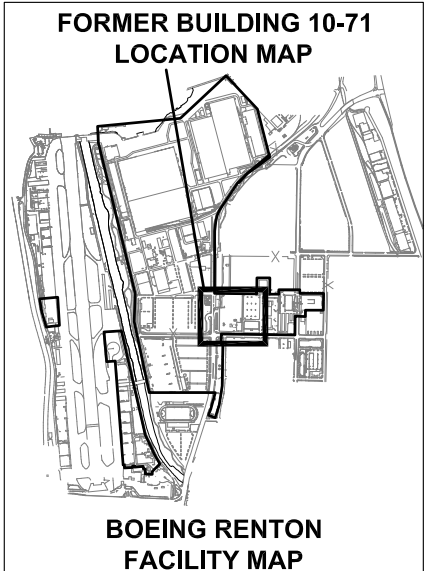 FORMER BUILDING 10-71
LOCATION MAP
BOEING RENTON
FACILITY MAP